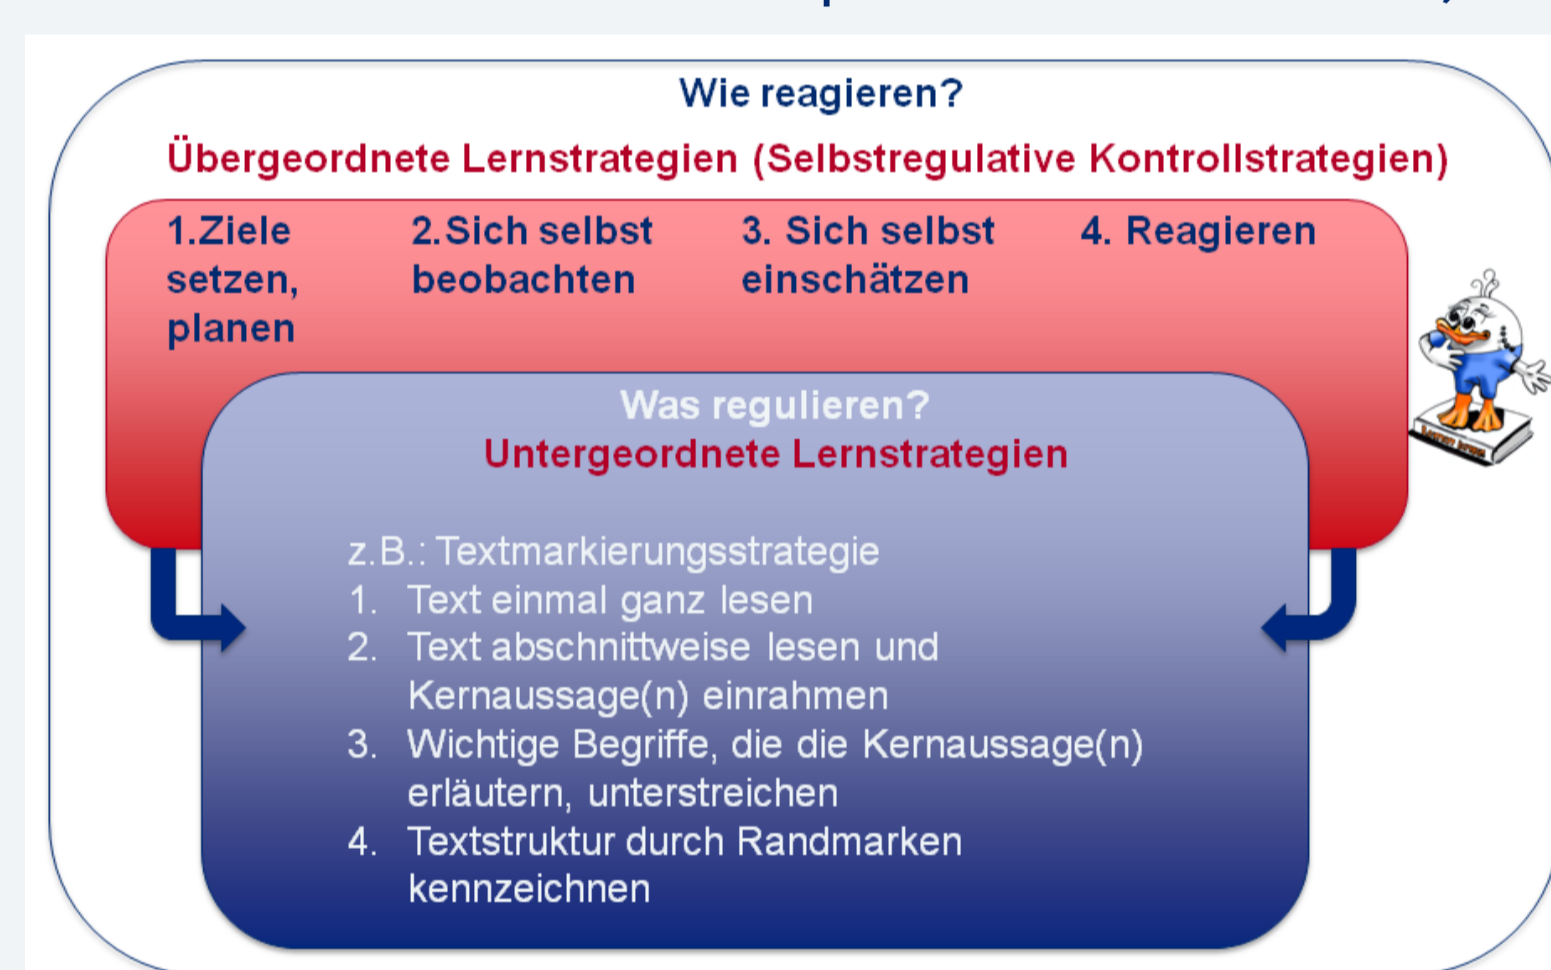 Wie reagieren?
Übergeordnete Lernstrategien (Selbstregulative Kontrollstrategien)
1.Ziele setzen, planen
2.Sich selbst beobachten
3. Sich selbst einschätzen
4. Reagieren
Was regulieren?
Untergeordnete Lernstrategien
z.B.: Textmarkierungsstrategie
1. Text einmal ganz lesen
2. Text abschnittweise lesen und
Kernaussage(n) einrahmen
3. Wichtige Begriffe, die die Kernaussage(n)
erläutern, unterstreichen
4. Textstruktur durch Randmarken
kennzeichnen